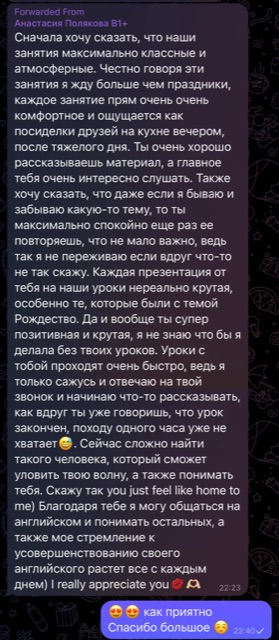 Forwarded From
Анастасия Полякова B1+
Сначала хочу сказать, что наши
занятия максимально классные и
атмосферные. Честно говоря эти
занятия я жду больше чем праздники,
каждое занятие прям очень очень
комфортное и ощущается как
посиделки друзей на кухне вечером,
после тяжелого дня. Ты очень хорошо
рассказываешь материал, а главное
тебя очень интересно слушать. Также
хочу сказать, что даже если я бываю и
забываю какую-то тему, то ты
максимально спокойно еще раз ее
повторяешь, что не мало важно, ведь
так я не переживаю если вдруг что-то
не так скажу. Каждая презентация от
тебя на наши уроки нереально крутая,
особенно те, которые были с темой
Рождество. Да и вообще ты супер
позитивная и крутая, я не знаю что бы я
делала без твоих уроков. Уроки с
тобой проходят очень быстро, ведь я
только сажусь и отвечаю на твой
звонок и начинаю что-то рассказывать,
как вдруг ты уже говоришь, что урок
закончен, походу одного часа уже не
хватает😅. Сейчас сложно найти
такого человека, который сможет
уловить твою волну, а также понимать
тебя. Скажу так you just feel like home to
me) Благодаря тебе я могу общаться на
английском и понимать остальных, а
также мое стремление к
усовершенствованию своего
английского растет все с каждым
днем) I really appreciate you💋🫶🏻
22:23
😍😍 как приятно
Спасибо большое ☺️ 22:40